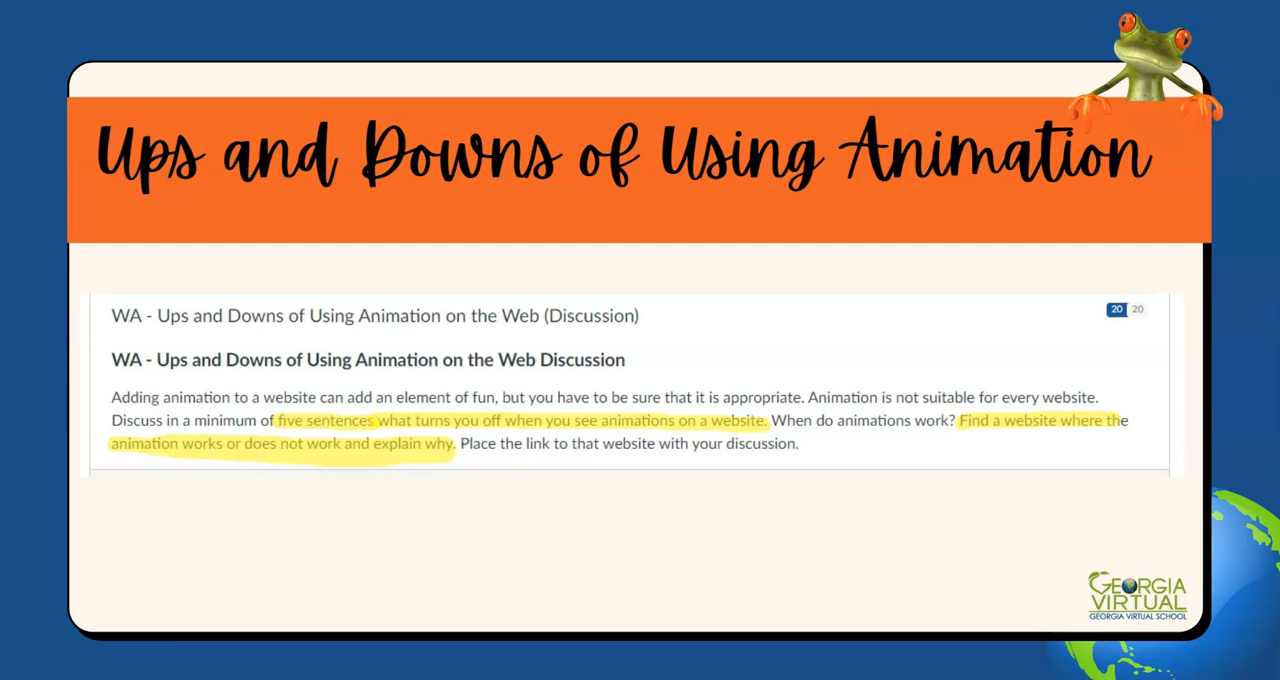 Ups and Downs of Using Animation
WA - Ups and Downs of Using Animation on the Web (Discussion)
20 20
WA - Ups and Downs of Using Animation on the Web Discussion
Adding animation to a website can add an element of fun, but you have to be sure that it is appropriate. Animation is not suitable for every website.
Discuss in a minimum of five sentences what turns you off when you see animations on a website. When do animations work? Find a website where the
animation works or does not work and explain why. Place the link to that website with your discussion.
GEORGIA
VIRTUAL
GEORGIA VIRTUAL SCHOOL